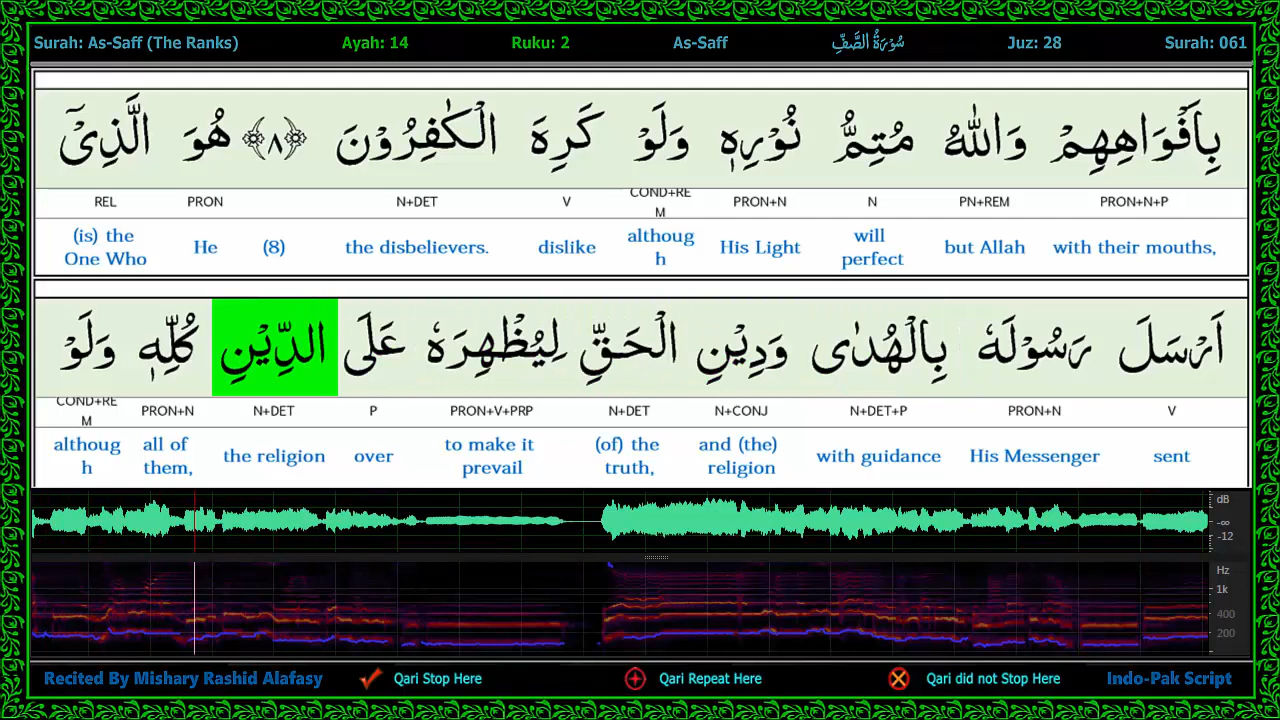 Surah: As-Saff (The Ranks) Ayah: 14 Ruku: 2 As-Saff سُوْرَةُ الصَّفِّ Juz: 28 Surah: 061
بِاَفْوَاهِهِمْ وَاللّٰهُ مُتِمُّ نُوْرِهٖ وَلَوْ كَرِهَ الْكٰفِرُوْنَ ﴿۸﴾ هُوَ الَّذِیْۤ
REL PRON N+DET V COND+REM PRON+N N PN+REM PRON+N+P
(is) the One Who He (8) the disbelievers. dislike although His Light will perfect but Allah with their mouths,
اَرْسَلَ رَسُوْلَهٗ بِالْهُدٰی وَدِیْنِ الْحَقِّ لِیُظْهِرَهٗ عَلَی الدِّیْنِ كُلِّهٖ وَلَوْ
COND+REM PRON+N N+DET P PRON+V+PRP N+DET N+CONJ N+DET+P PRON+N V
although all of them, the religion over to make it prevail (of) the truth, and (the) religion with guidance His Messenger sent
dB
-∞
-12
Hz
1k
400
200
Recited By Mishary Rashid Alafasy Qari Stop Here Qari Repeat Here Qari did not Stop Here Indo-Pak Script